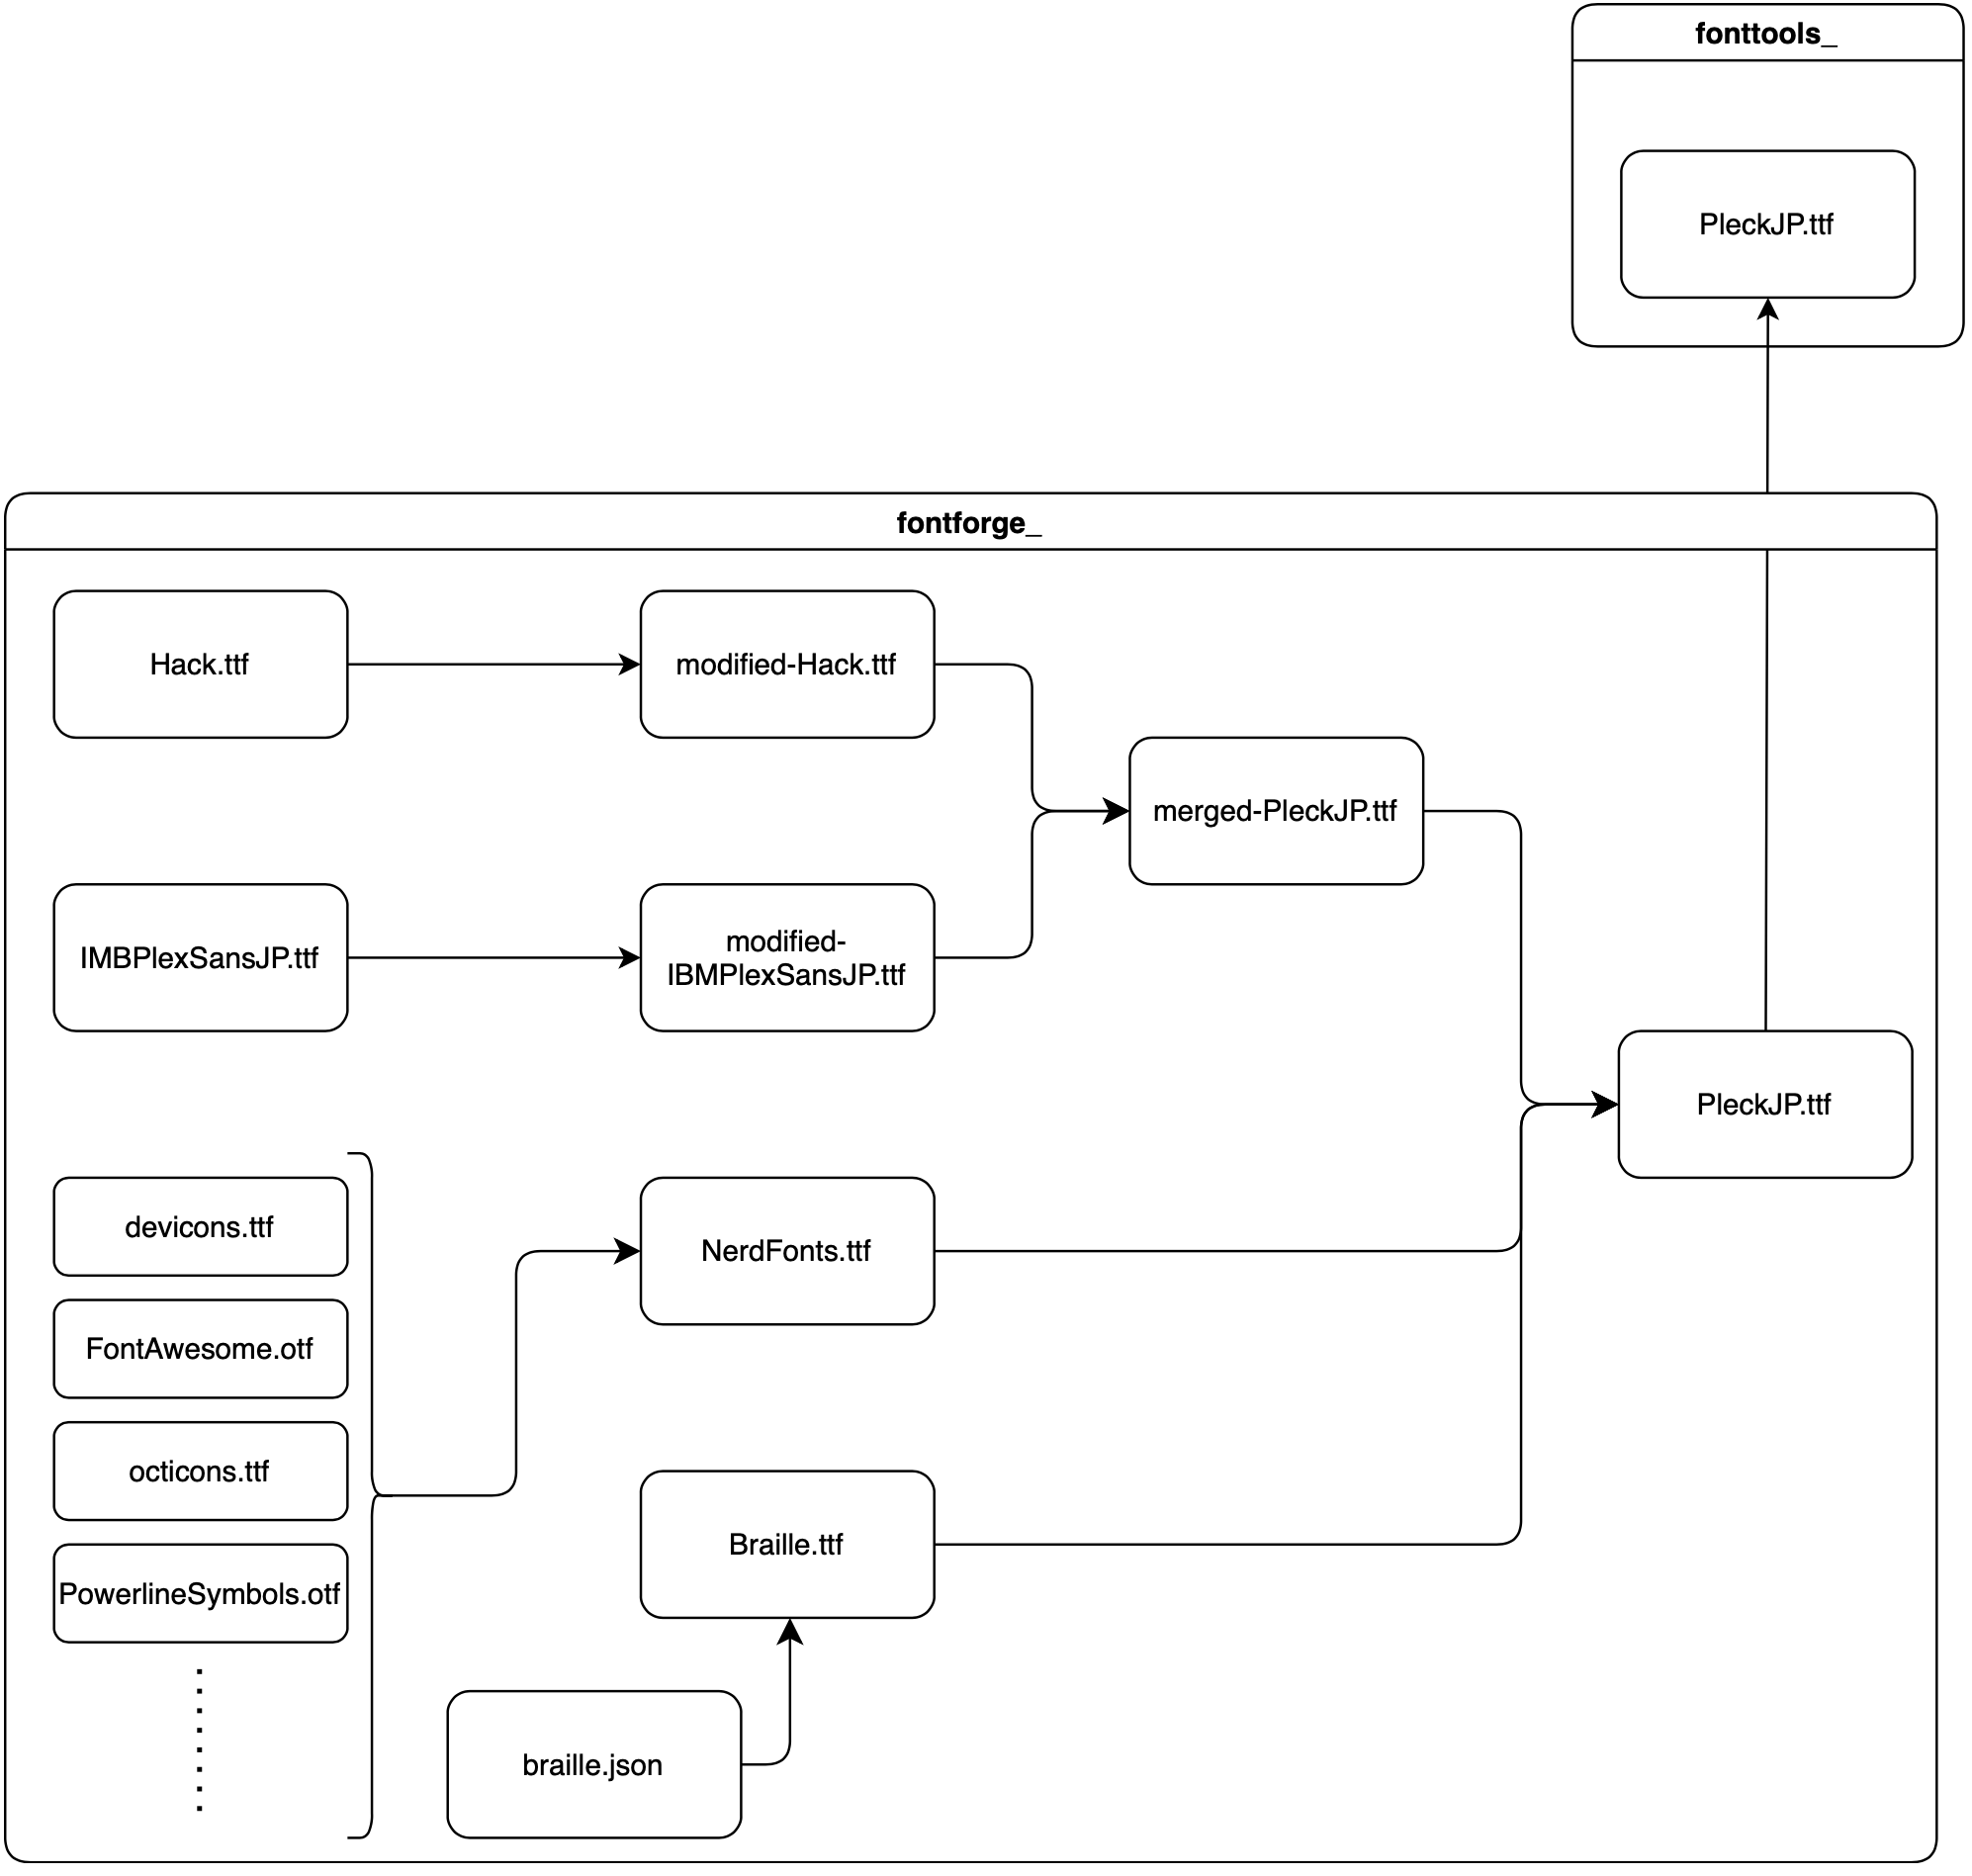 fonttools_
PleckJP.ttf
fontforge_
Hack.ttf
modified-Hack.ttf
merged-PleckJP.ttf
IMBPlexSansJP.ttf
modified-
IBMPlexSansJP.ttf
PleckJP.ttf
devicons.ttf
NerdFonts.ttf
FontAwesome.otf
octicons.ttf
Braille.ttf
PowerlineSymbols.otf
braille.json